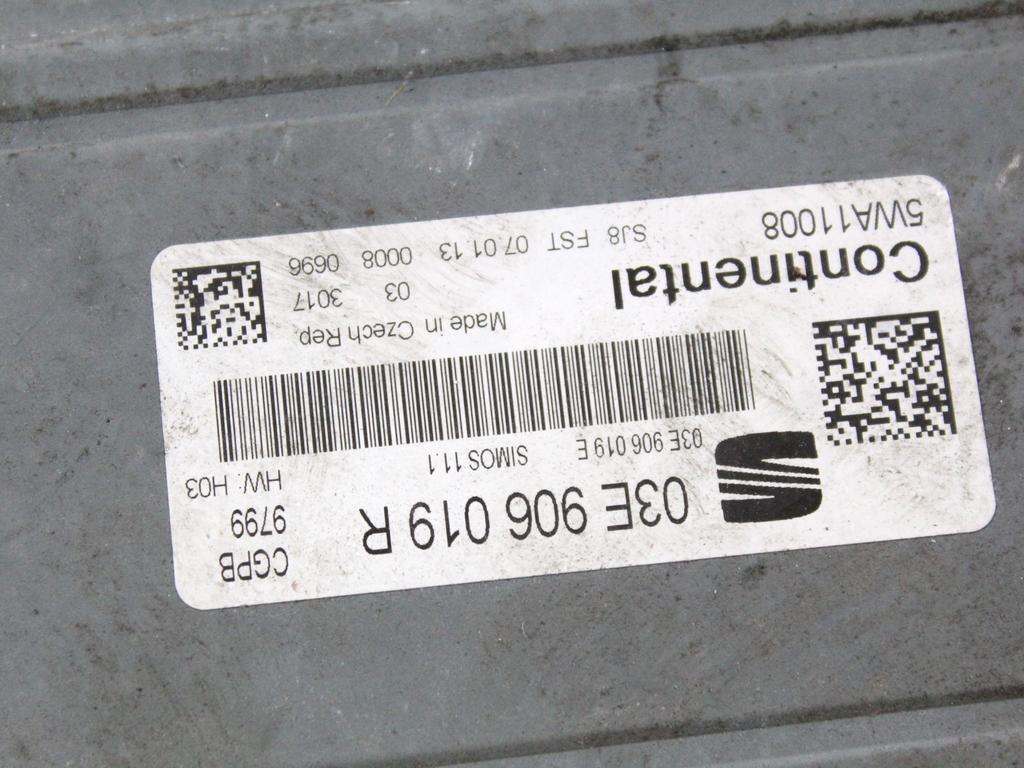 03E 906 019 R
CGPB
9799
HW: H03
03E 906 019 E
SIMOS 11.1
Made in Czech Rep
Continental
03
3017
5WA11008
SJ8 FST 07 01 13 0008 0696